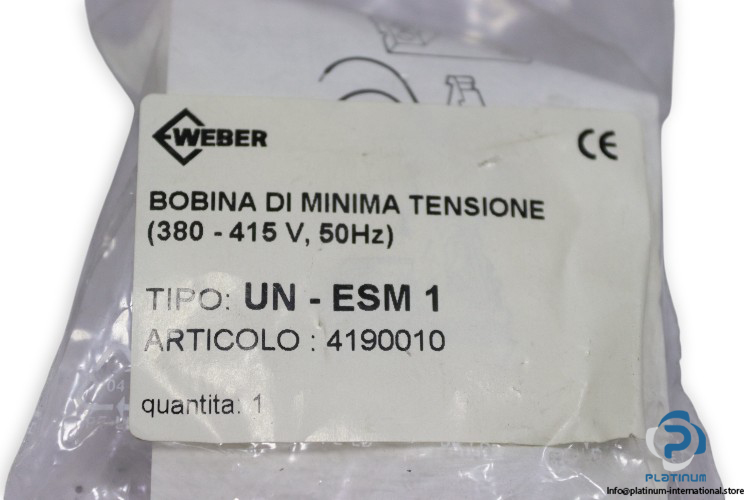 WEBER
CE
BOBINA DI MINIMA TENSIONE
(380 - 415 V, 50Hz)
TIPO: UN - ESM 1
ARTICOLO : 4190010
quantita: 1
04
PLATINUM
Info@platinum-international.store